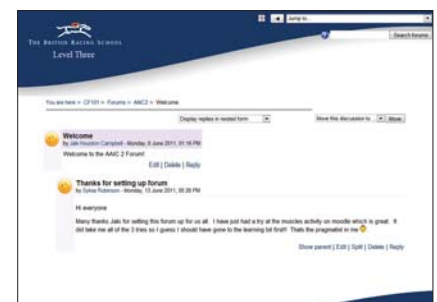 Jump to...
Search forums
THE BRITISH RACING SCHOOL
Level Three
You are here > CF101 > Forums > AAIC2 > Welcome
Display replies in nested form
Move this discussion to ...
Move
Welcome
by Jaki Houston Campbell - Monday, 6 June 2011, 01:16 PM
Welcome to the AAIC 2 Forum!
Edit | Delete | Reply
Thanks for setting up forum
by Sylvia Robinson - Monday, 13 June 2011, 05:28 PM
Hi everyone
Many thanks Jaki for setting this forum up for us all. I have just had a try at the muscles activity on moodle which is great. It
did take me all of the 3 tries so I guess I should have gone to the learning bit first!! Thats the pragmatist in me
Show parent | Edit | Split | Delete | Reply